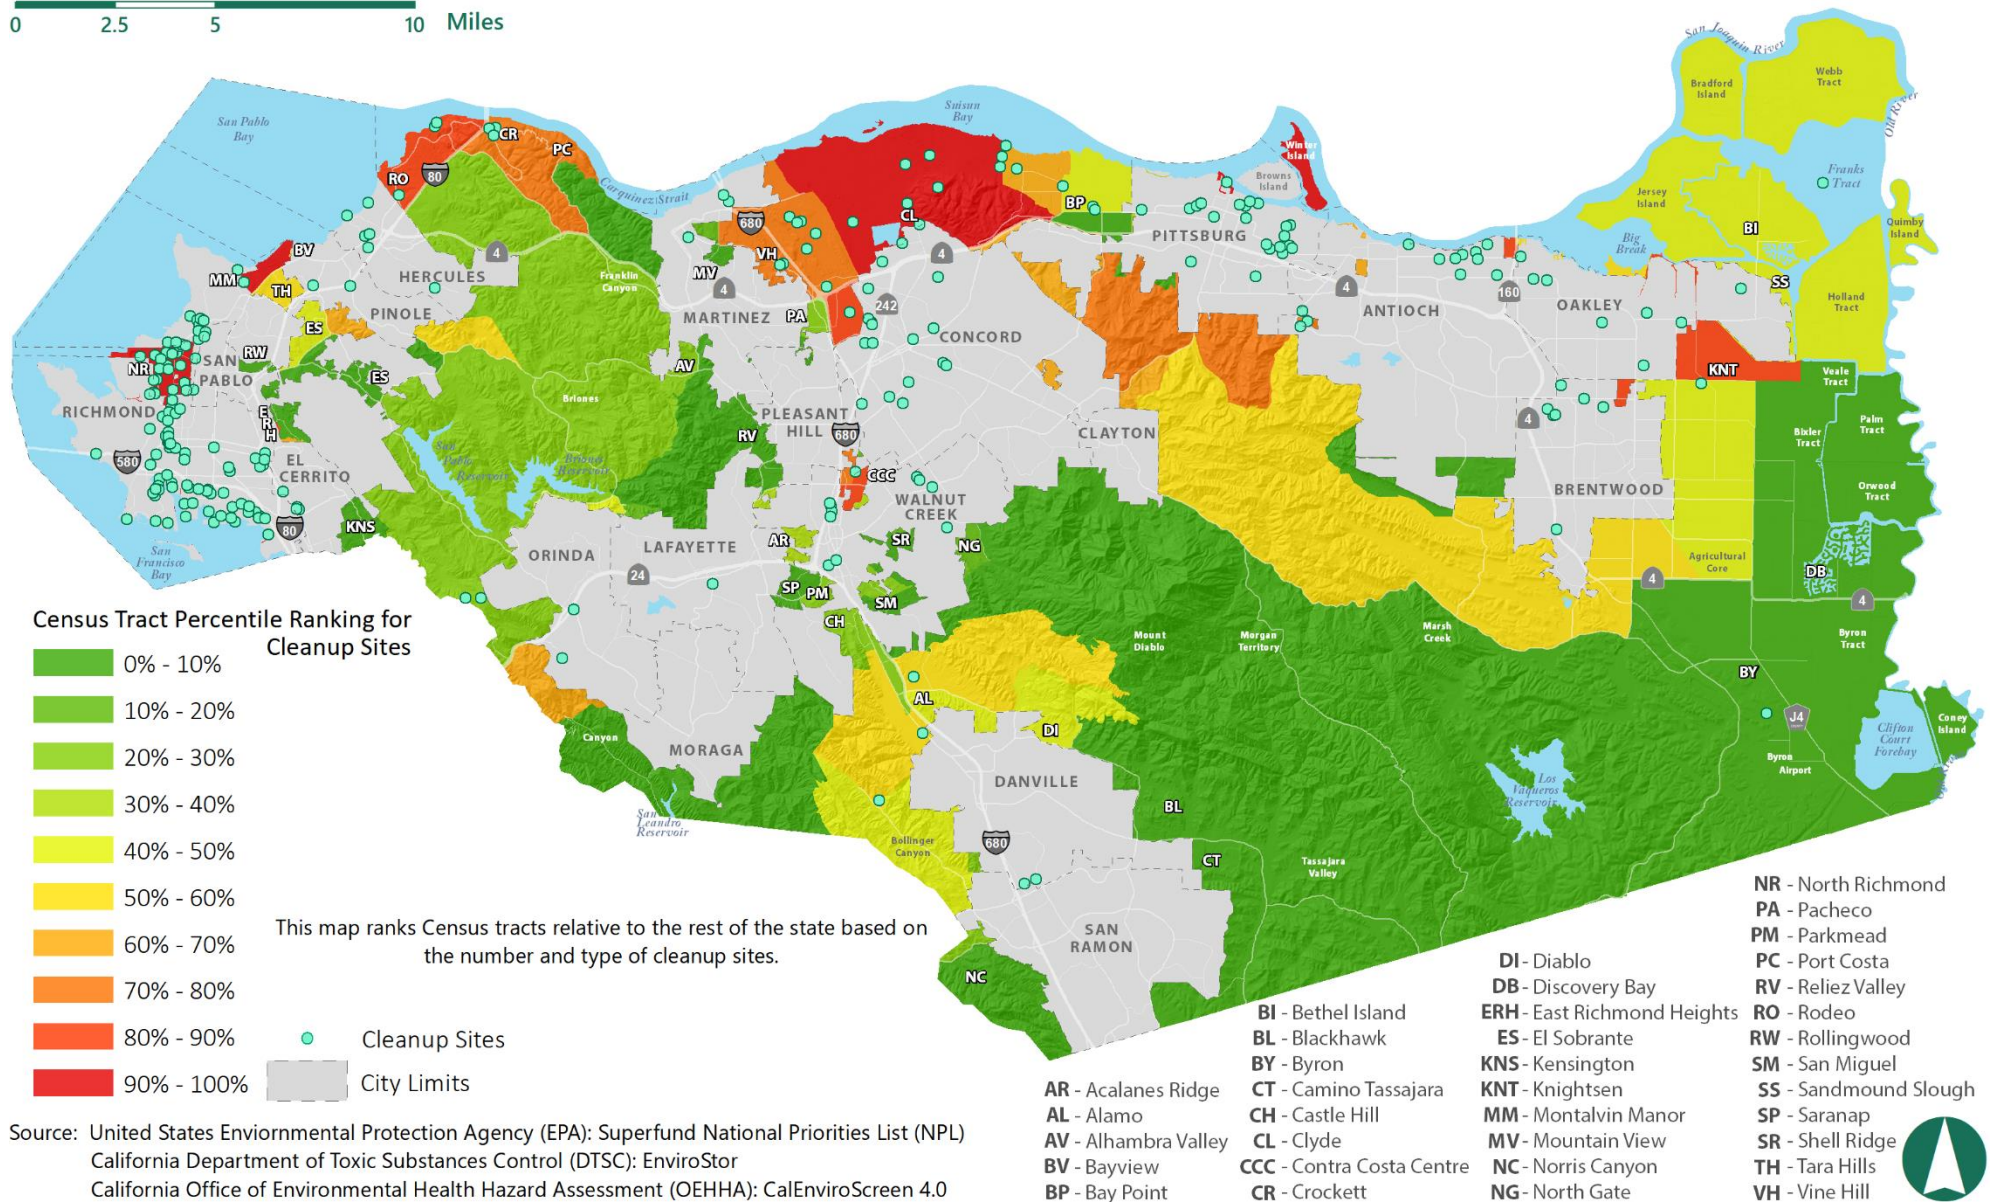 0 2.5 5 10 Miles
San Joaquin River
Bradford Island
Webb Tract
Old River
San Pablo Bay
Suisun Bay
CR
PC
RO
80
Carquinez Strait
Winter Island
Browns Island
Franks Tract
Jersey Island
BI
Quimby Island
Big Break
BP
CL
680
VH
MV
4
4
PITTSBURG
BV
MM
TH
HERCULES
4
Franklin Canyon
SS
Holland Tract
ES
PINOLE
MARTINEZ
PA
242
CONCORD
4
ANTIOCH
160
OAKLEY
RW
NR
SAN PABLO
ES
AV
KNT
Veale Tract
RICHMOND
Briones
PLEASANT HILL
CLAYTON
4
Palm Tract
Bixler Tract
E
R
H
RV
680
580
EL CERRITO
San Pablo Reservoir
Briones Reservoir
CCC
WALNUT CREEK
BRENTWOOD
Orwood Tract
80
KNS
San Francisco Bay
ORINDA
LAFAYETTE
24
AR
SR
NG
Agricultural Core
4
DB
4
SP
PM
SM
CH
Mount Diablo
Morgan Territory
Marsh Creek
Byron Tract
BY
J4
AL
DI
Canyon
MORAGA
Clifton Court Forebay
Coney Island
Byron Airport
DANVILLE
Los Vaqueros Reservoir
BL
San Leandro Reservoir
Bollinger Canyon
680
CT
Tassajara Valley
SAN RAMON
NC
Census Tract Percentile Ranking for
Cleanup Sites
0% - 10%
10% - 20%
20% - 30%
30% - 40%
40% - 50%
50% - 60%
60% - 70%
70% - 80%
80% - 90%
90% - 100%
Cleanup Sites
City Limits
This map ranks Census tracts relative to the rest of the state based on
the number and type of cleanup sites.
AR - Acalanes Ridge
AL - Alamo
AV - Alhambra Valley
BV - Bayview
BP - Bay Point
BI - Bethel Island
BL - Blackhawk
BY - Byron
CT - Camino Tassajara
CH - Castle Hill
CL - Clyde
CCC - Contra Costa Centre
CR - Crockett
DI - Diablo
DB - Discovery Bay
ERH - East Richmond Heights
ES - El Sobrante
KNS - Kensington
KNT - Knightsen
MM - Montalvin Manor
MV - Mountain View
NC - Norris Canyon
NG - North Gate
NR - North Richmond
PA - Pacheco
PM - Parkmead
PC - Port Costa
RV - Reliez Valley
RO - Rodeo
RW - Rollingwood
SM - San Miguel
SS - Sandmound Slough
SP - Saranap
SR - Shell Ridge
TH - Tara Hills
VH - Vine Hill
Source: United States Enviornmental Protection Agency (EPA): Superfund National Priorities List (NPL)
California Department of Toxic Substances Control (DTSC): EnviroStor
California Office of Environmental Health Hazard Assessment (OEHHA): CalEnviroScreen 4.0